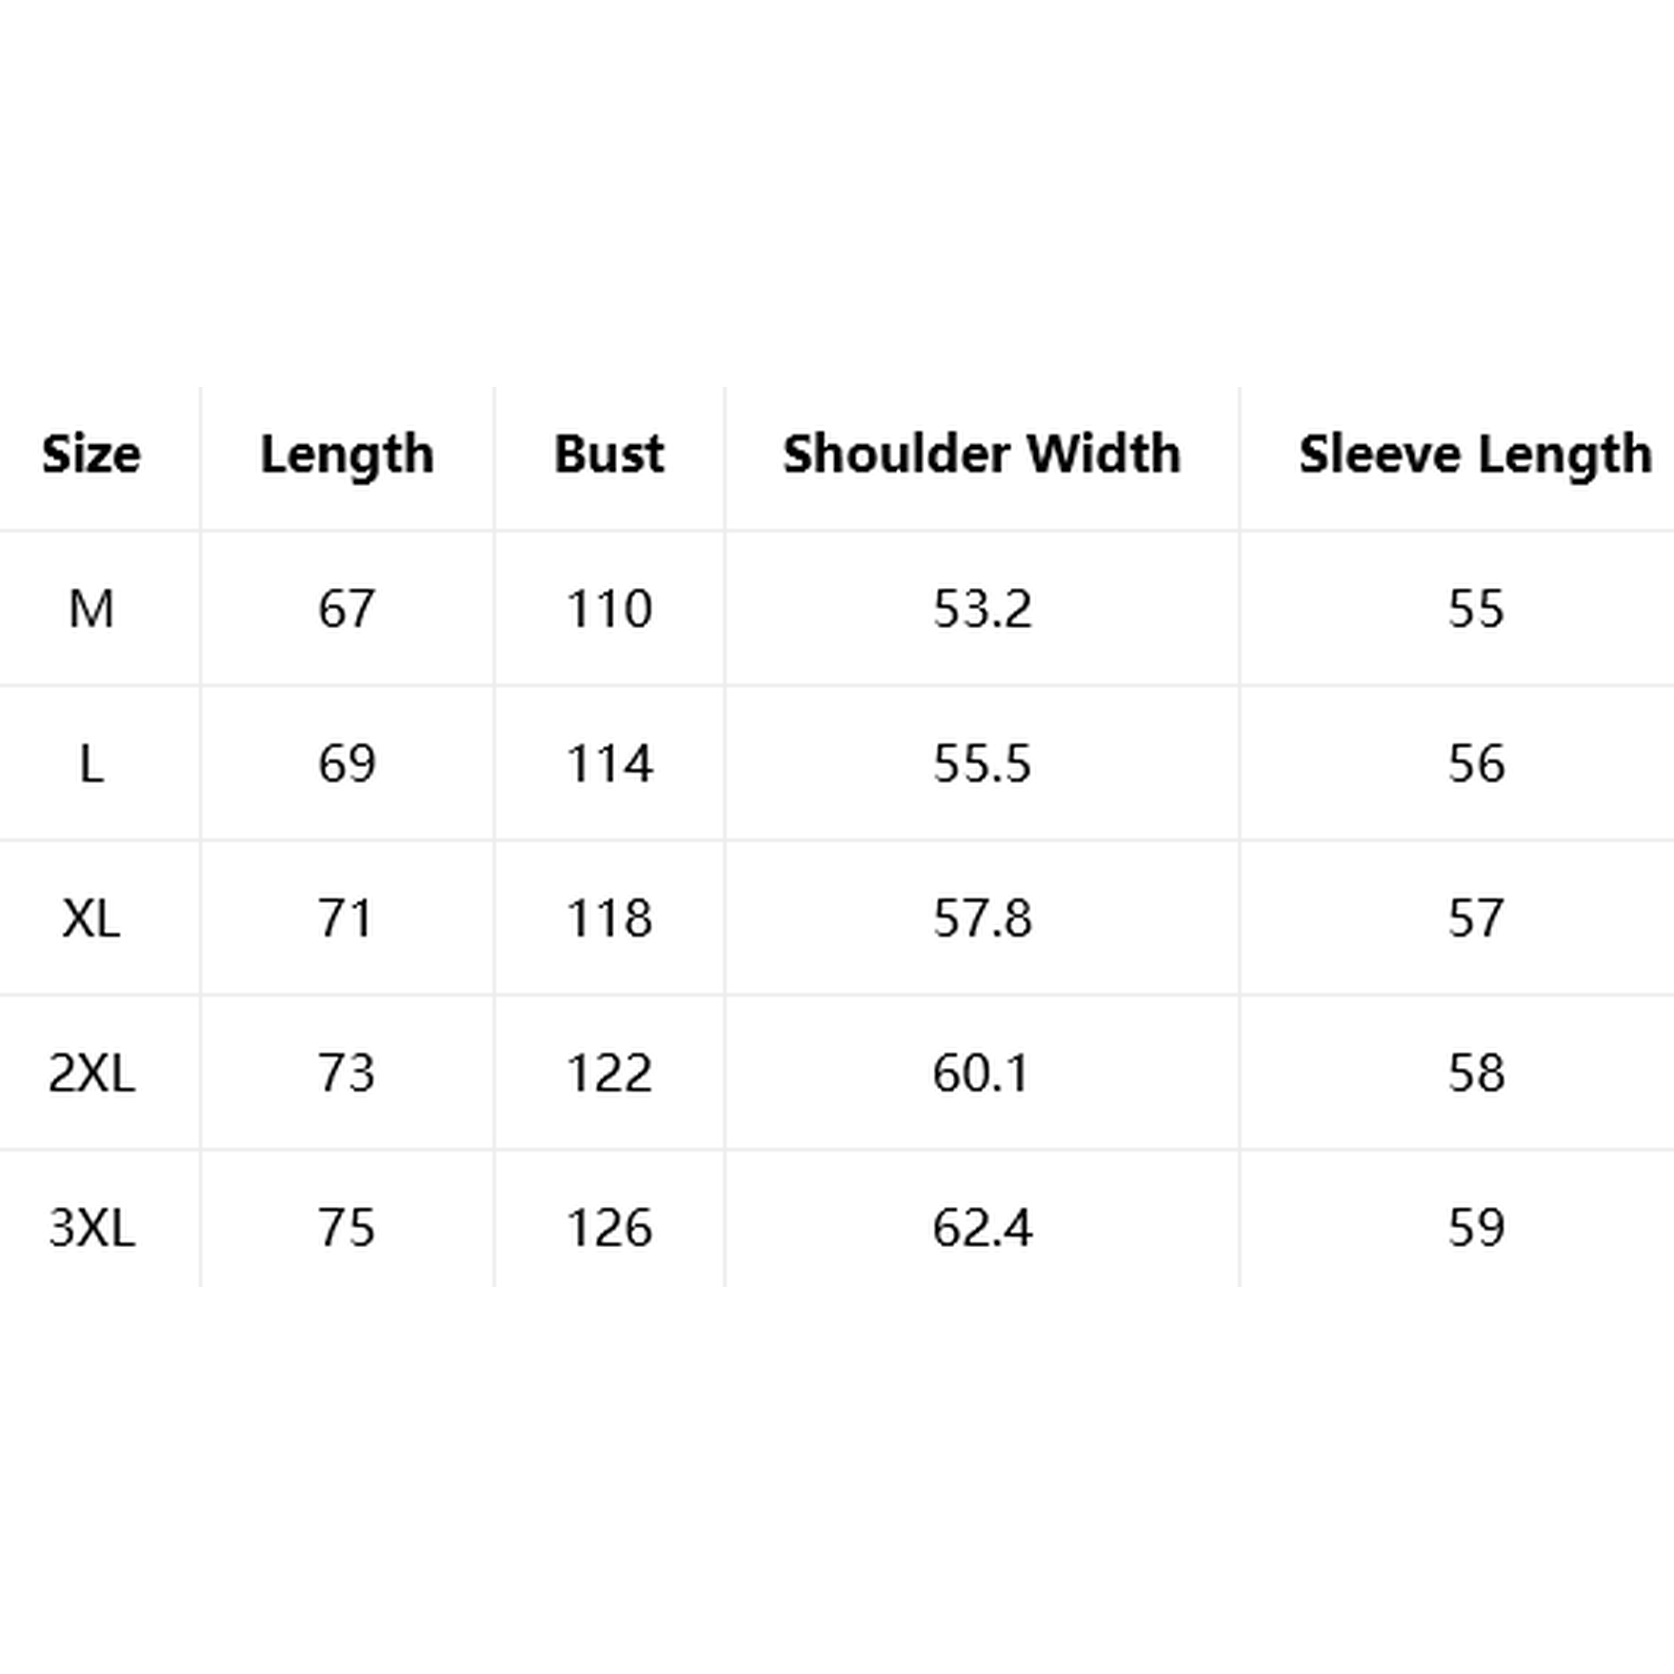 Size Length Bust Shoulder Width Sleeve Length
M 67 110 53.2 55
L 69 114 55.5 56
XL 71 118 57.8 57
2XL 73 122 60.1 58
3XL 75 126 62.4 59